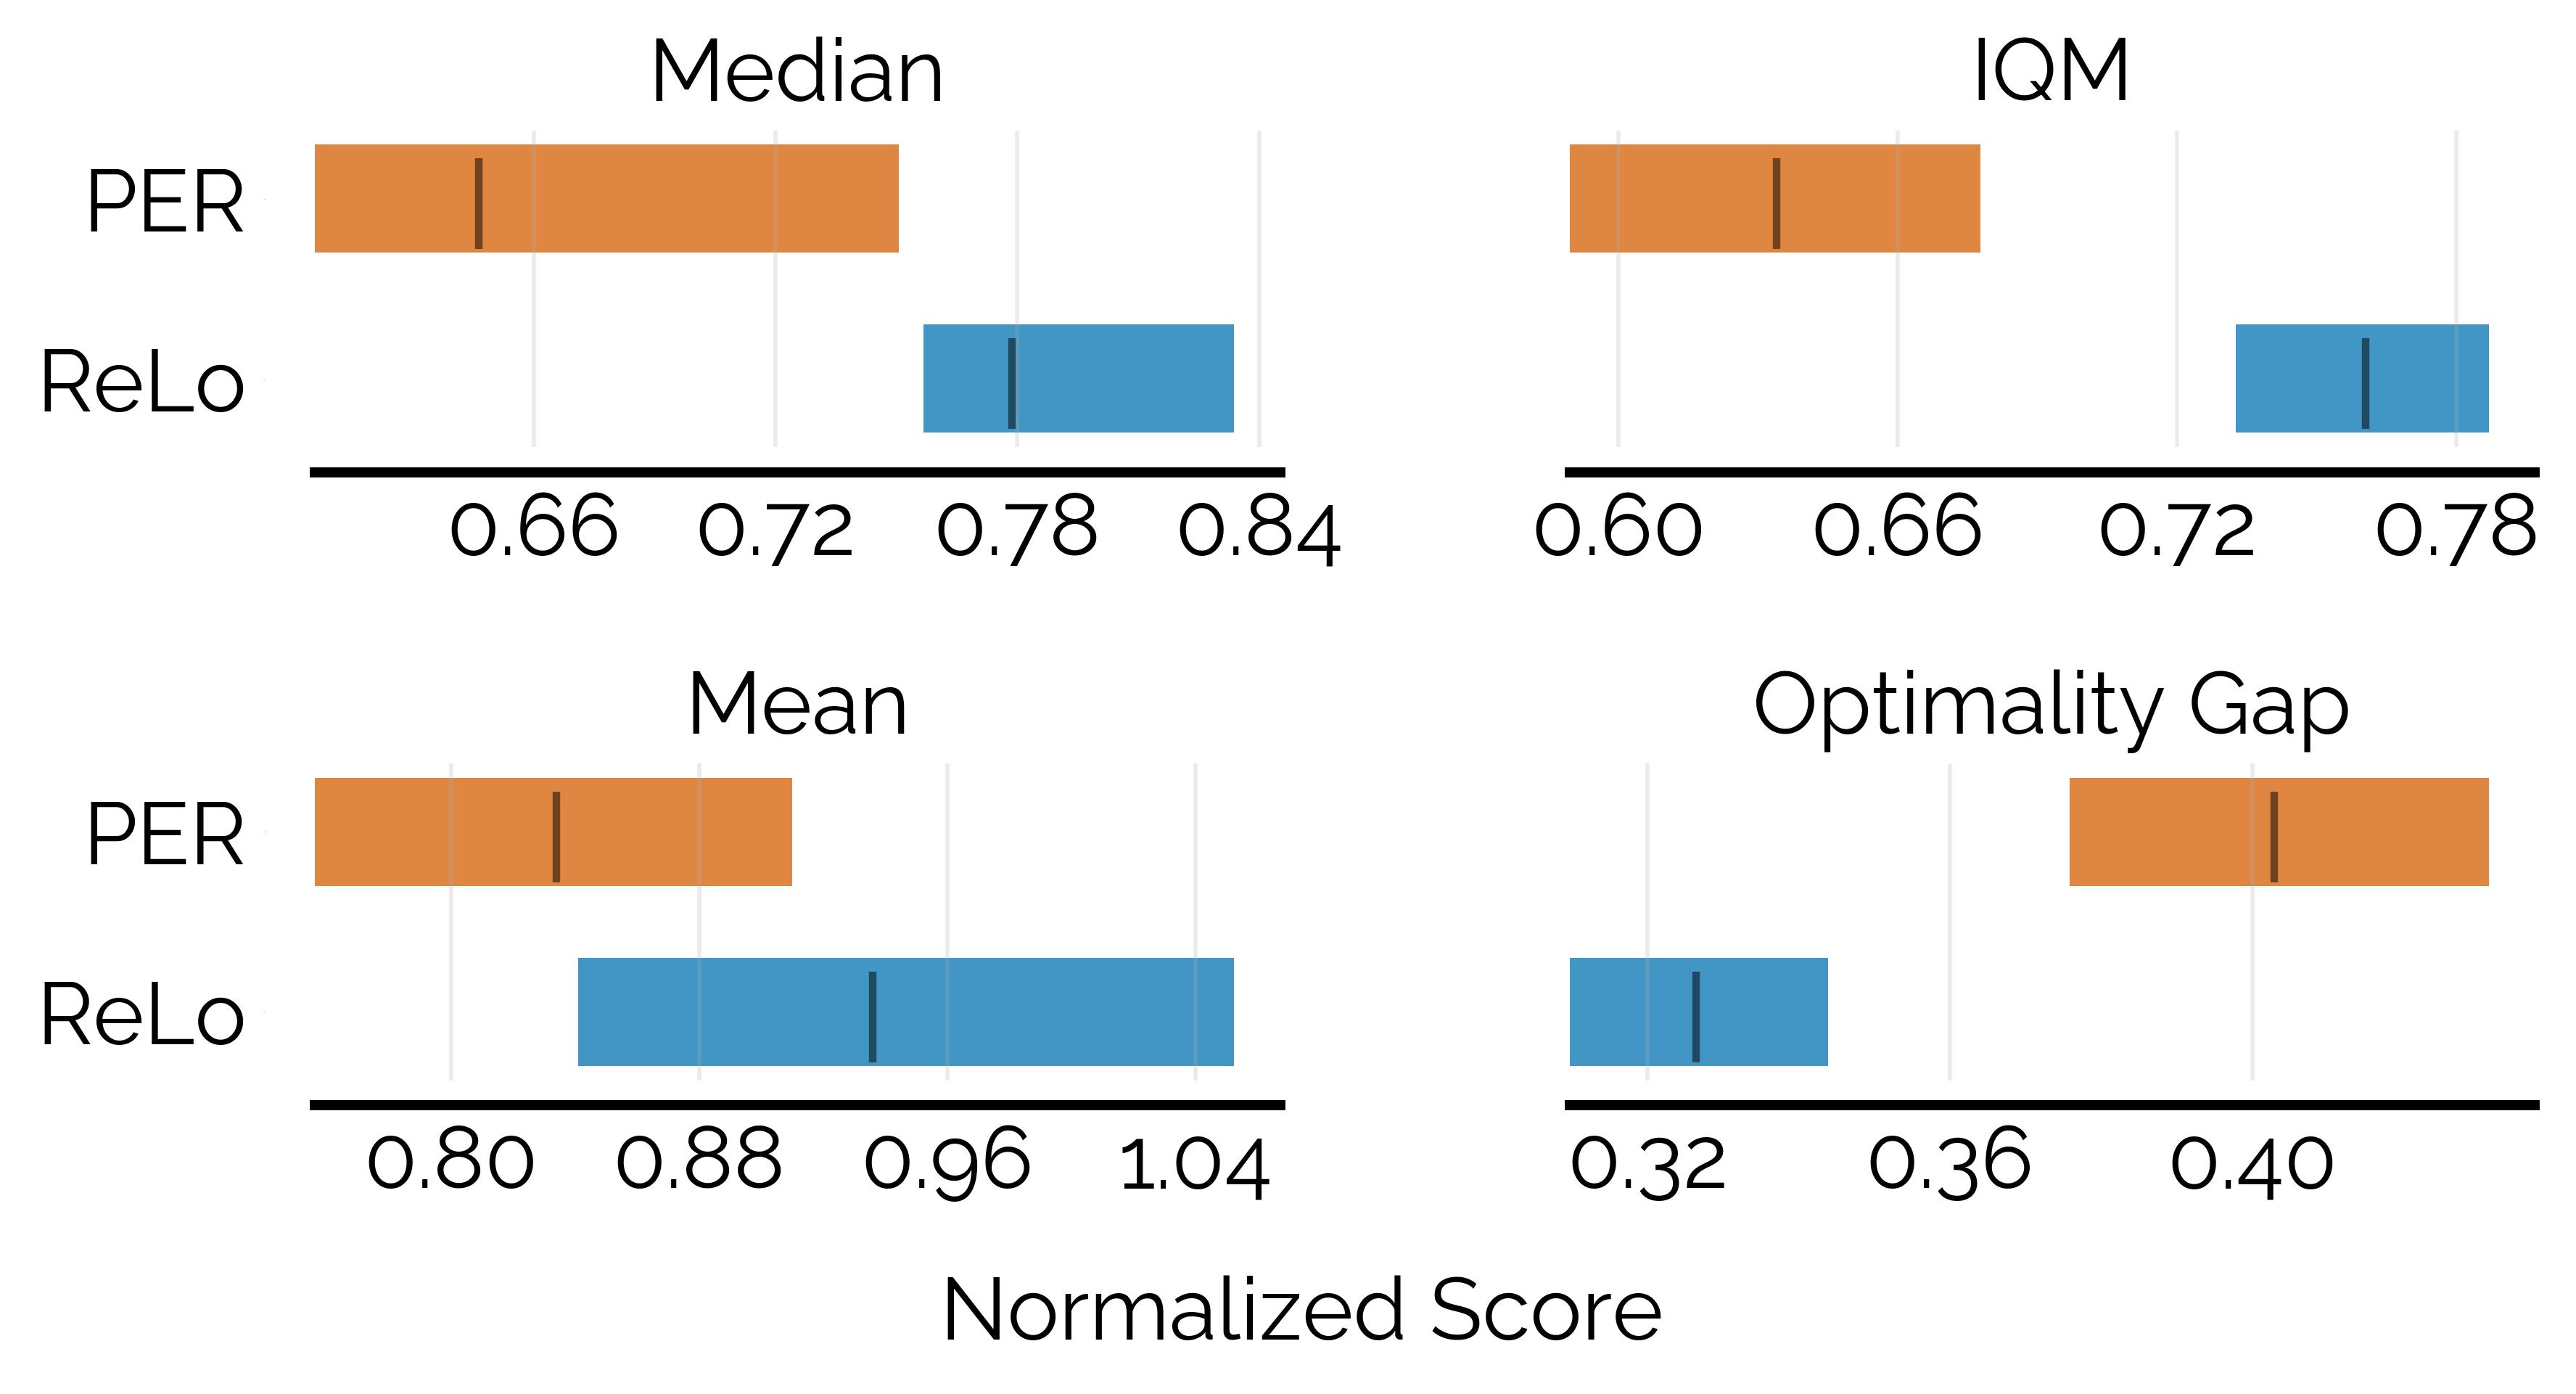 Median
IQM
PER
ReLo
0.66 0.72 0.78 0.84
0.60 0.66 0.72 0.78
Mean
Optimality Gap
PER
ReLo
0.80 0.88 0.96 1.04
0.32 0.36 0.40
Normalized Score